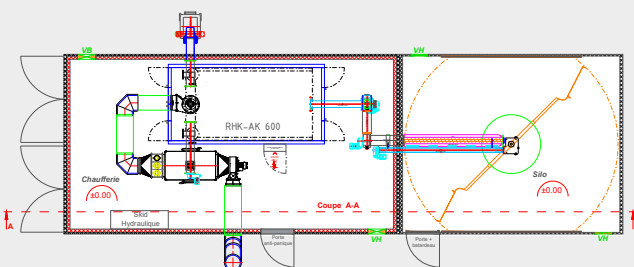 VB
VH
RHK-AK 600
Chaufferie
±0.00
Silo
±0.00
Coupe A-A
A
Skid
Hydraulique
Porte
anti-panique
VH
Porte +
batardeau
VH